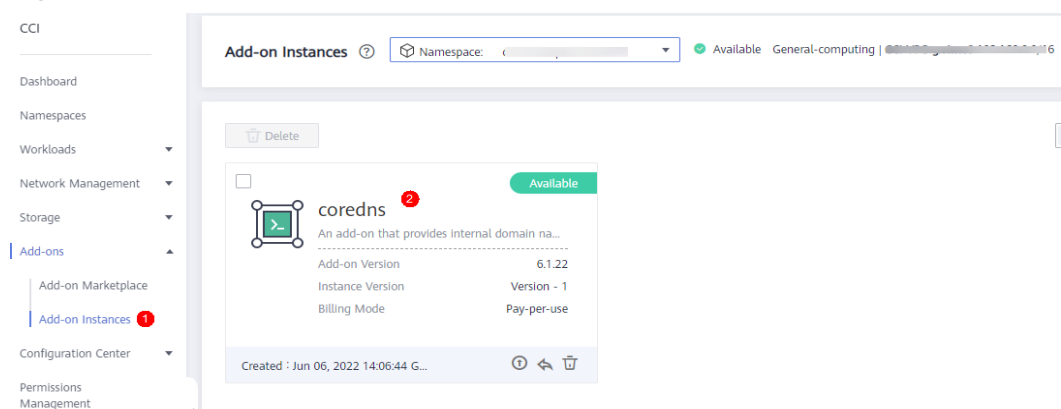 CCI
Dashboard
Namespaces
Workloads
Network Management
Storage
Add-ons
Add-on Marketplace
Add-on Instances 1
Configuration Center
Permissions
Management
Add-on Instances ? Namespace: Available General-computing |
Delete
Available
coredns 2
An add-on that provides internal domain na...
Add-on Version 6.1.22
Instance Version Version - 1
Billing Mode Pay-per-use
Created : Jun 06, 2022 14:06:44 G...